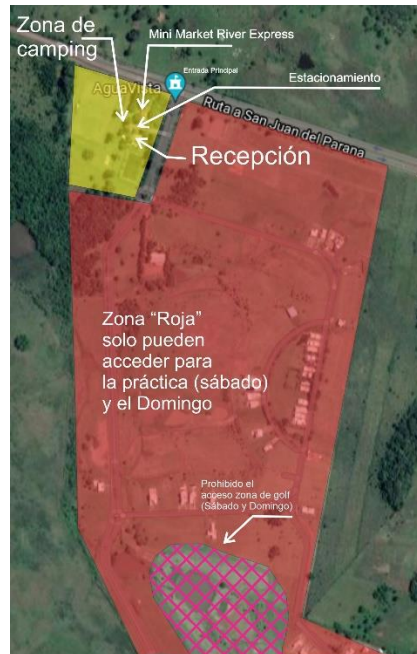 Zona de
camping
Mini Market River Express
Entrada Principal
AguaVista
Estacionamiento
Ruta a San Juan del Parana
Recepción
Zona “Roja”
solo pueden
acceder para
la práctica (sábado)
y el Domingo
Prohibido el
acceso zona de golf
(Sábado y Domingo)